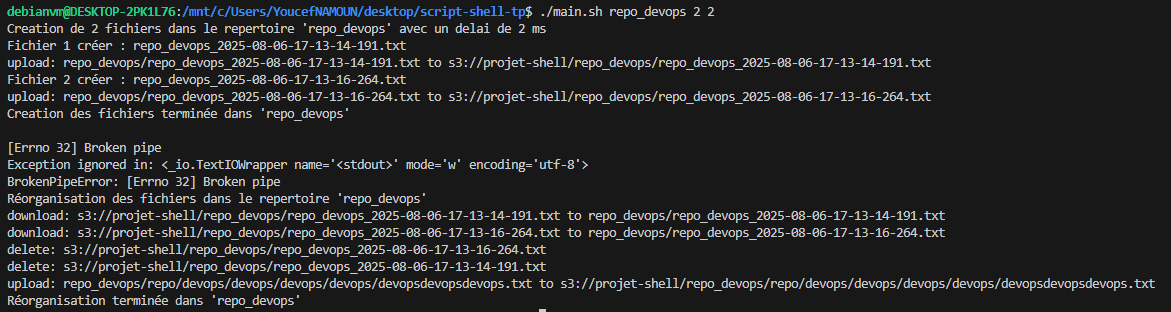 debianvm@DESKTOP-2PK1L76:/mnt/c/Users/YoucefNAMOUN/desktop/script-shell-tp$ ./main.sh repo_devops 2 2
Creation de 2 fichiers dans le repertoire 'repo_devops' avec un delai de 2 ms
Fichier 1 créer : repo_devops_2025-08-06-17-13-14-191.txt
upload: repo_devops/repo_devops_2025-08-06-17-13-14-191.txt to s3://projet-shell/repo_devops/repo_devops_2025-08-06-17-13-14-191.txt
Fichier 2 créer : repo_devops_2025-08-06-17-13-16-264.txt
upload: repo_devops/repo_devops_2025-08-06-17-13-16-264.txt to s3://projet-shell/repo_devops/repo_devops_2025-08-06-17-13-16-264.txt
Creation des fichiers terminée dans 'repo_devops'

[Errno 32] Broken pipe
Exception ignored in: <_io.TextIOWrapper name='<stdout>' mode='w' encoding='utf-8'>
BrokenPipeError: [Errno 32] Broken pipe
Réorganisation des fichiers dans le repertoire 'repo_devops'
download: s3://projet-shell/repo_devops/repo_devops_2025-08-06-17-13-14-191.txt to repo_devops/repo_devops_2025-08-06-17-13-14-191.txt
download: s3://projet-shell/repo_devops/repo_devops_2025-08-06-17-13-16-264.txt to repo_devops/repo_devops_2025-08-06-17-13-16-264.txt
delete: s3://projet-shell/repo_devops/repo_devops_2025-08-06-17-13-16-264.txt
delete: s3://projet-shell/repo_devops/repo_devops_2025-08-06-17-13-14-191.txt
upload: repo_devops/repo/devops/devops/devops/devops/devops/devopsdevopsdevops.txt to s3://projet-shell/repo_devops/repo/devops/devops/devops/devops/devops/devopsdevopsdevops.txt
Réorganisation terminée dans 'repo_devops'